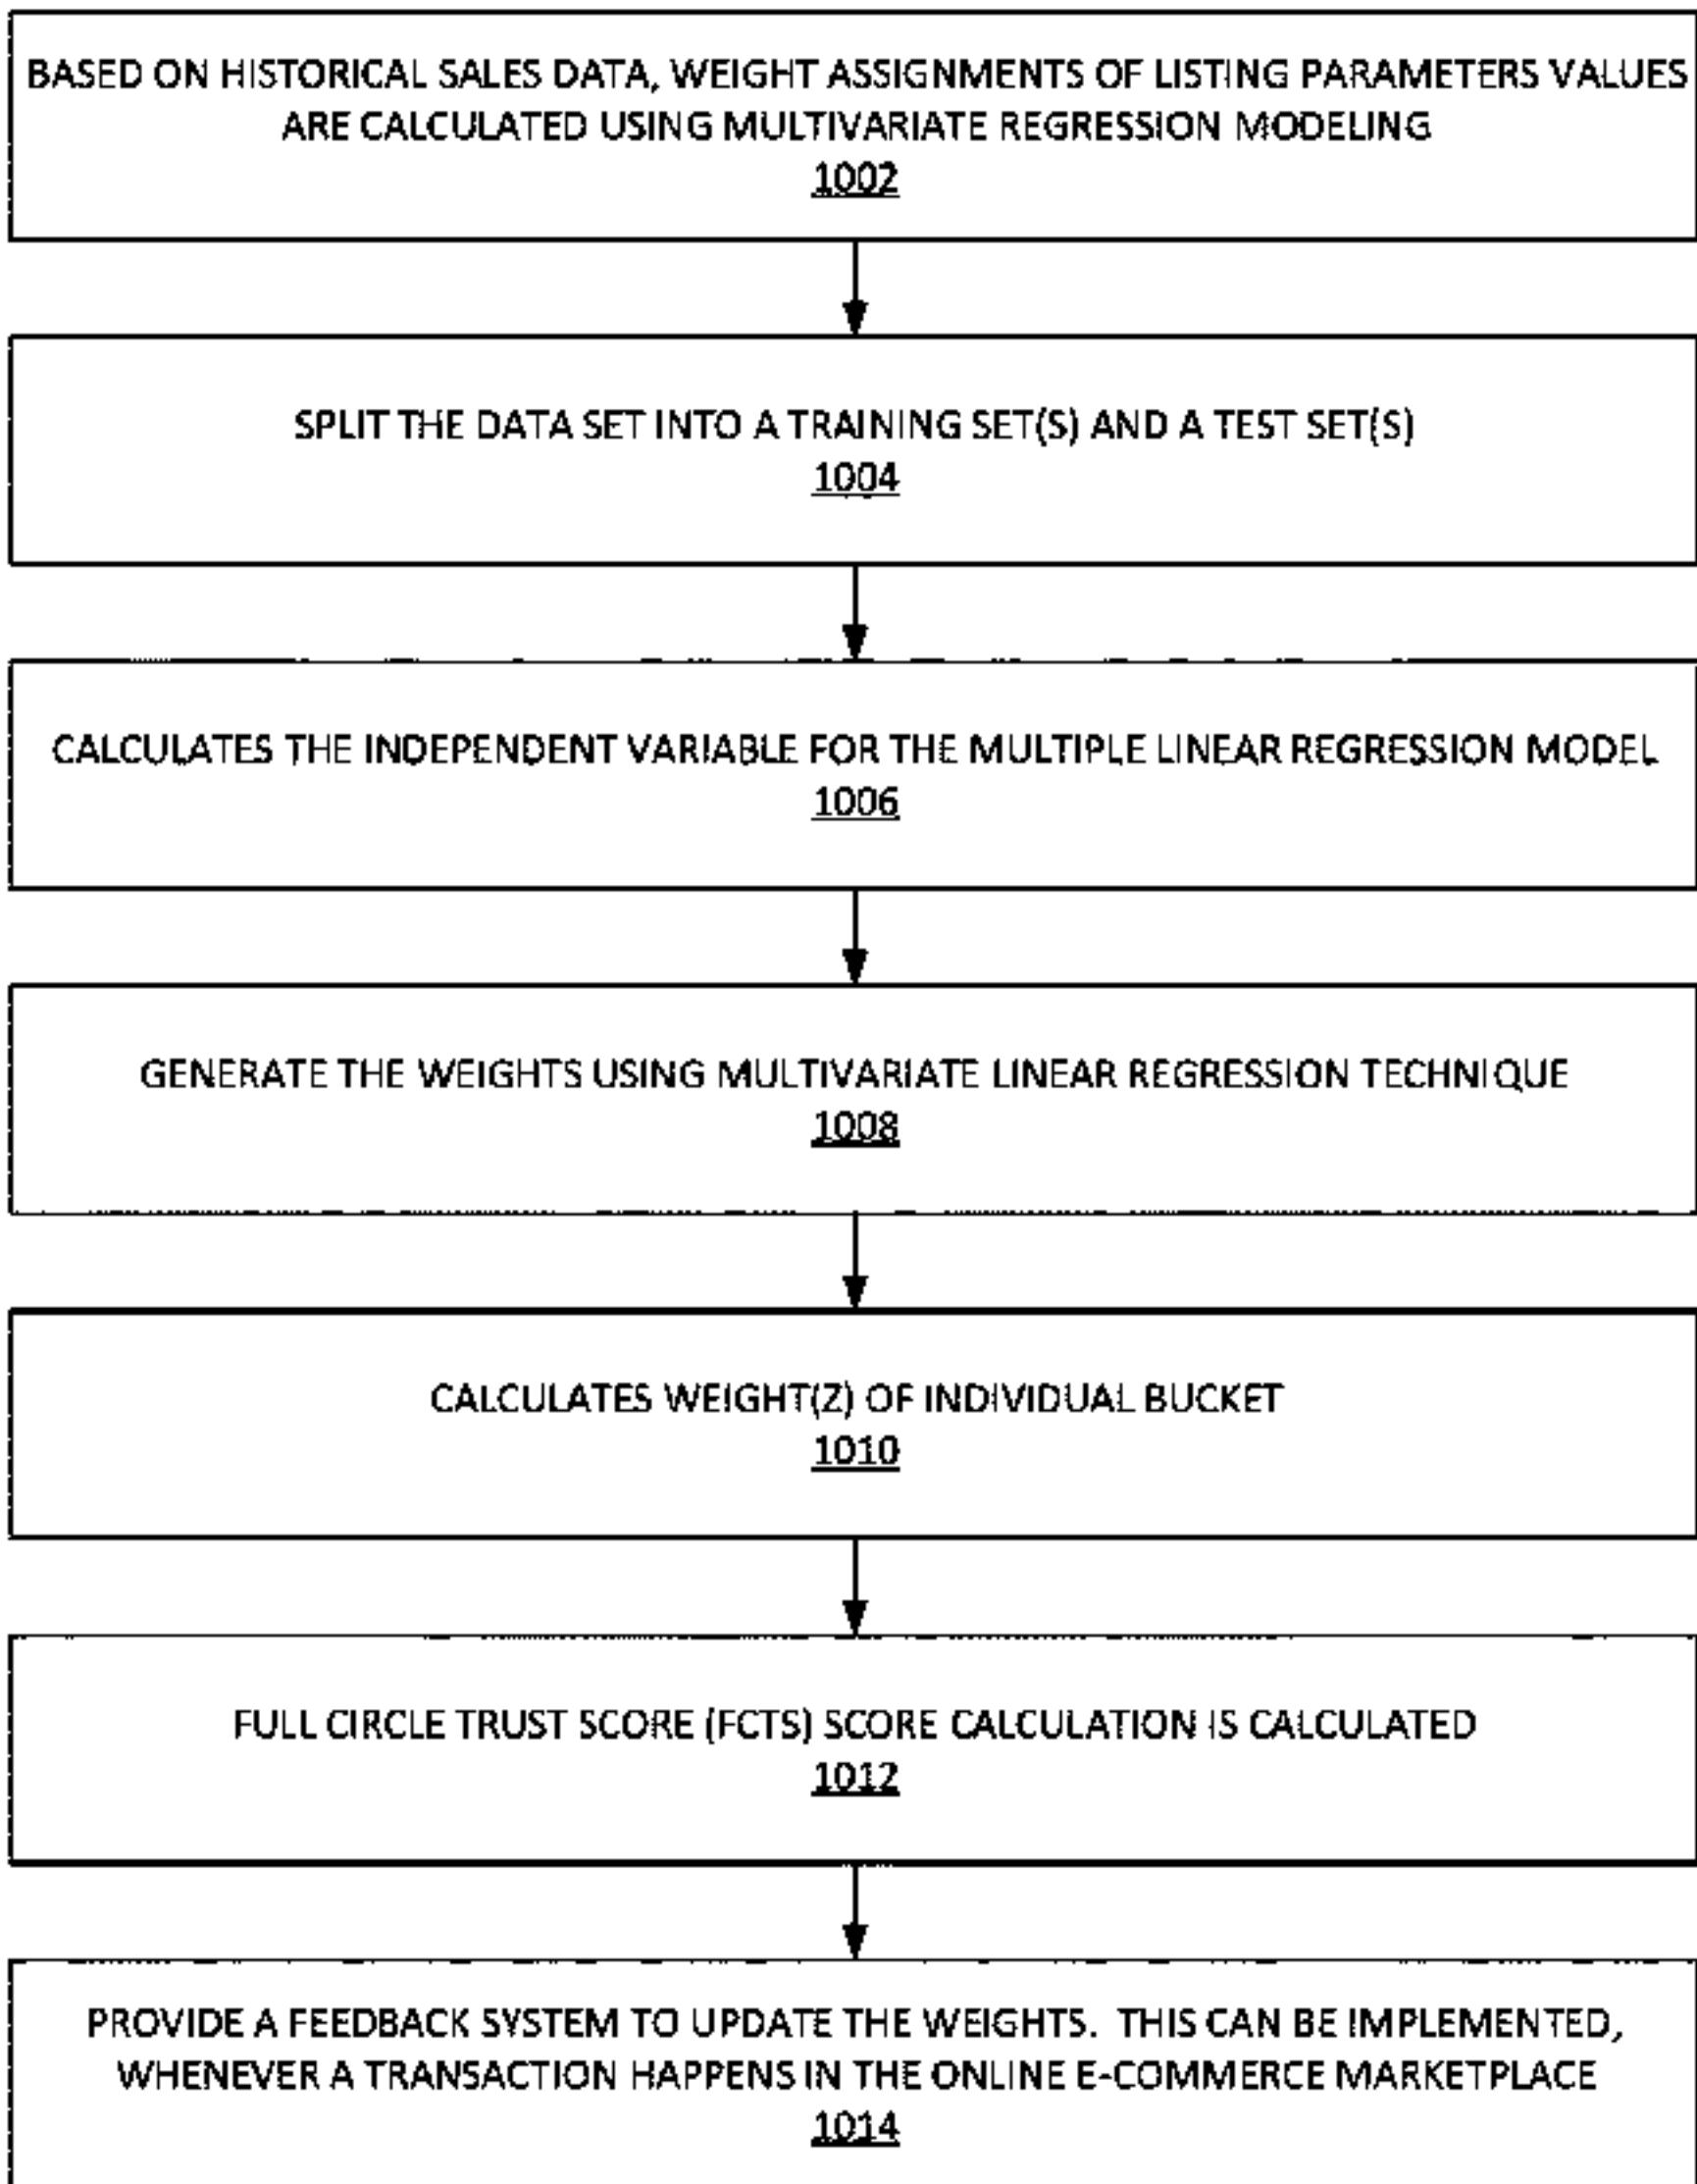 BASED ON HISTORICAL SALES DATA, WEIGHT ASSIGNMENTS OF LISTING PARAMETERS VALUES
ARE CALCULATED USING MULTIVARIATE REGRESSION MODELING
1002
SPLIT THE DATA SET INTO A TRAINING SET(S) AND A TEST SET(S)
1004
CALCULATES THE INDEPENDENT VARIABLE FOR THE MULTIPLE LINEAR REGRESSION MODEL
1006
GENERATE THE WEIGHTS USING MULTIVARIATE LINEAR REGRESSION TECHNIQUE
1008
CALCULATES WEIGHT(Z) OF INDIVIDUAL BUCKET
1010
FULL CIRCLE TRUST SCORE (FCTS) SCORE CALCULATION IS CALCULATED
1012
PROVIDE A FEEDBACK SYSTEM TO UPDATE THE WEIGHTS. THIS CAN BE IMPLEMENTED,
WHENEVER A TRANSACTION HAPPENS IN THE ONLINE E-COMMERCE MARKETPLACE
1014